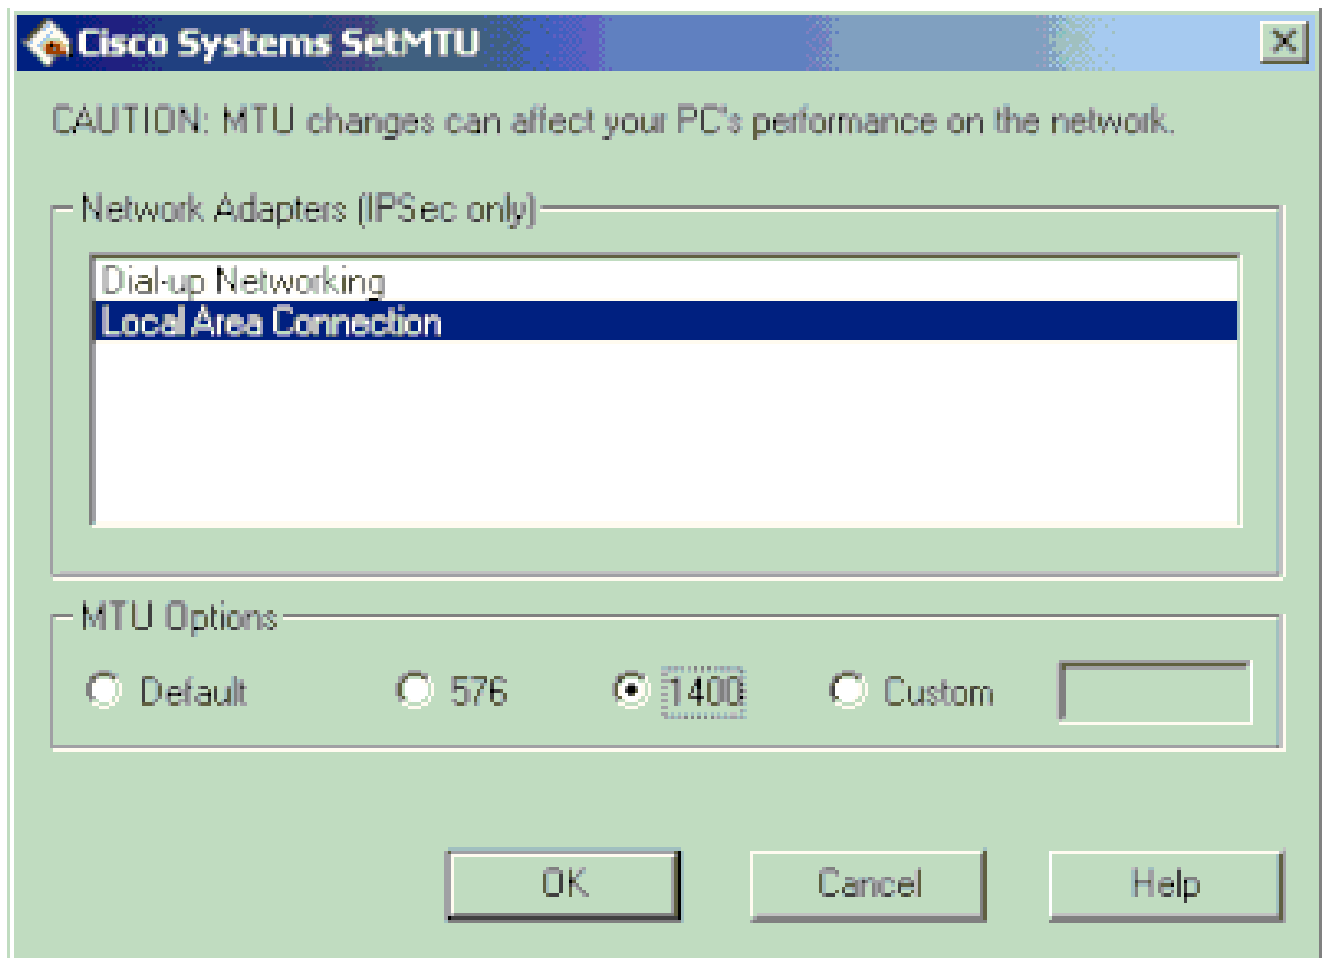 Cisco Systems SetMTU
CAUTION: MTU changes can affect your PC's performance on the network.
Network Adapters (IPSec only)
Dial-up Networking
Local Area Connection
MTU Options
Default 576 1400 Custom
OK Cancel Help